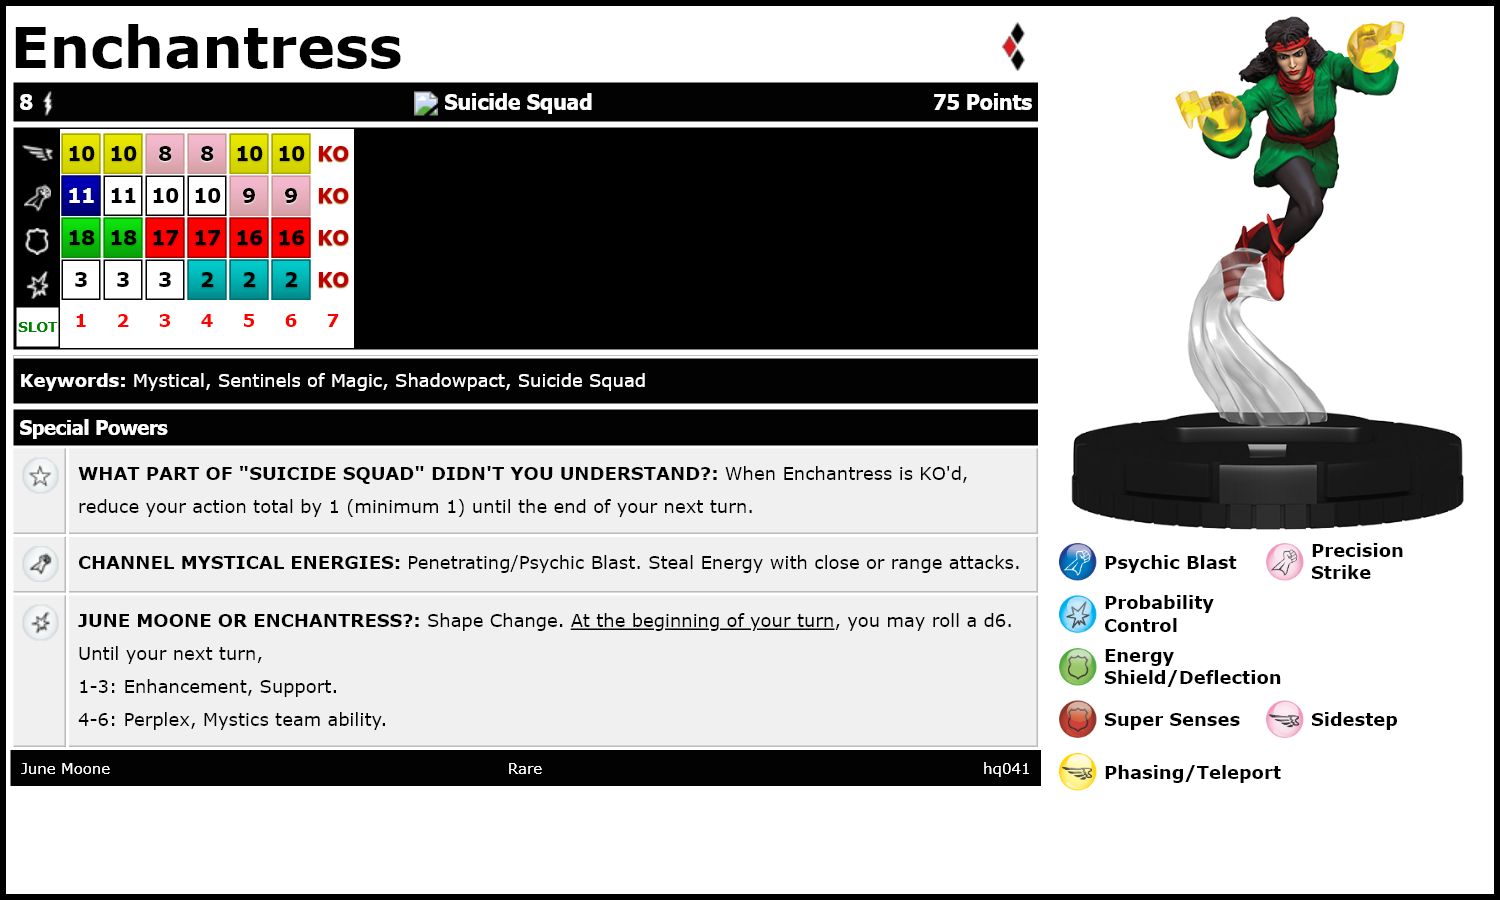 Enchantress
8 Suicide Squad 75 Points
10 10 8 8 10 10 KO
11 11 10 10 9 9 KO
18 18 17 17 16 16 KO
3 3 3 2 2 2 KO
SLOT 1 2 3 4 5 6 7
Keywords: Mystical, Sentinels of Magic, Shadowpact, Suicide Squad
Special Powers
WHAT PART OF "SUICIDE SQUAD" DIDN'T YOU UNDERSTAND?: When Enchantress is KO'd,
reduce your action total by 1 (minimum 1) until the end of your next turn.
CHANNEL MYSTICAL ENERGIES: Penetrating/Psychic Blast. Steal Energy with close or range attacks.
JUNE MOONE OR ENCHANTRESS?: Shape Change. At the beginning of your turn, you may roll a d6.
Until your next turn,
1-3: Enhancement, Support.
4-6: Perplex, Mystics team ability.
June Moone Rare hq041
Psychic Blast
Precision
Strike
Probability
Control
Energy
Shield/Deflection
Super Senses
Sidestep
Phasing/Teleport